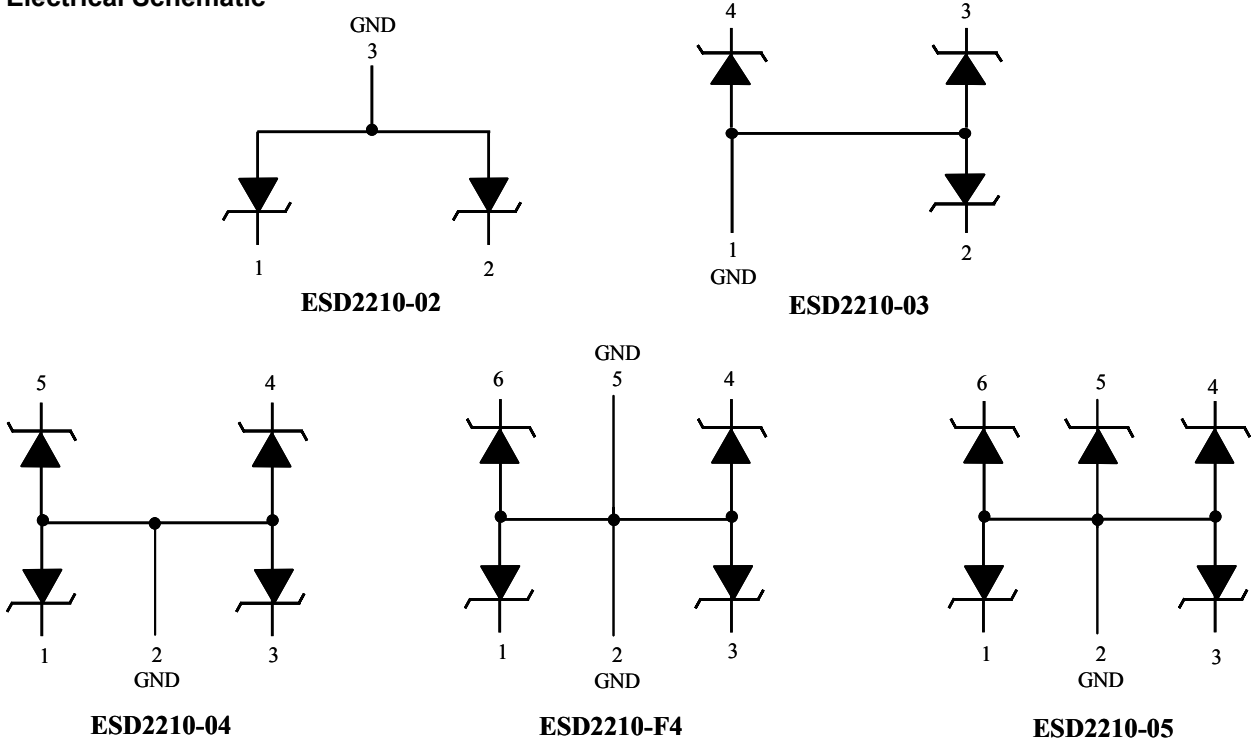 Electrical Schematic
GND
3
1
2
ESD2210-02
4
3
1
GND
2
ESD2210-03
5
4
1
2
GND
3
ESD2210-04
GND
6
5
4
1
2
GND
3
ESD2210-F4
6
5
4
1
2
GND
3
ESD2210-05